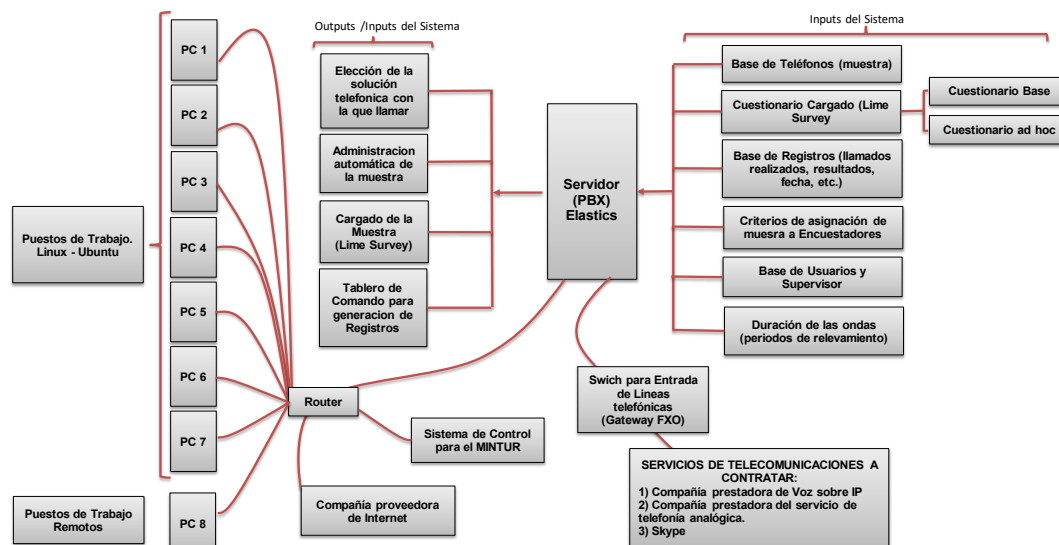 Outputs /Inputs del Sistema
Inputs del Sistema
PC 1
PC 2
PC 3
PC 4
PC 5
PC 6
PC 7
PC 8
Puestos de Trabajo.
Linux - Ubuntu
Puestos de Trabajo
Remotos
Elección de la
solución
telefonica con
la que llamar
Administracion
automática de
la muestra
Cargado de la
Muestra
(Lime Survey)
Tablero de
Comando para
generacion de
Registros
Servidor
(PBX)
Elastics
Base de Teléfonos (muestra)
Cuestionario Cargado (Lime
Survey
Cuestionario Base
Cuestionario ad hoc
Base de Registros (llamados
realizados, resultados,
fecha, etc.)
Criterios de asignación de
muesra a Encuestadores
Base de Usuarios y
Supervisor
Duración de las ondas
(periodos de relevamiento)
Router
Sistema de Control
para el MINTUR
Compañía proveedora
de Internet
Swich para Entrada
de Lineas
telefónicas
(Gateway FXO)
SERVICIOS DE TELECOMUNICACIONES A
CONTRATAR:
1) Compañía prestadora de Voz sobre IP
2) Compañía prestadora del servicio de
telefonía analógica.
3) Skype